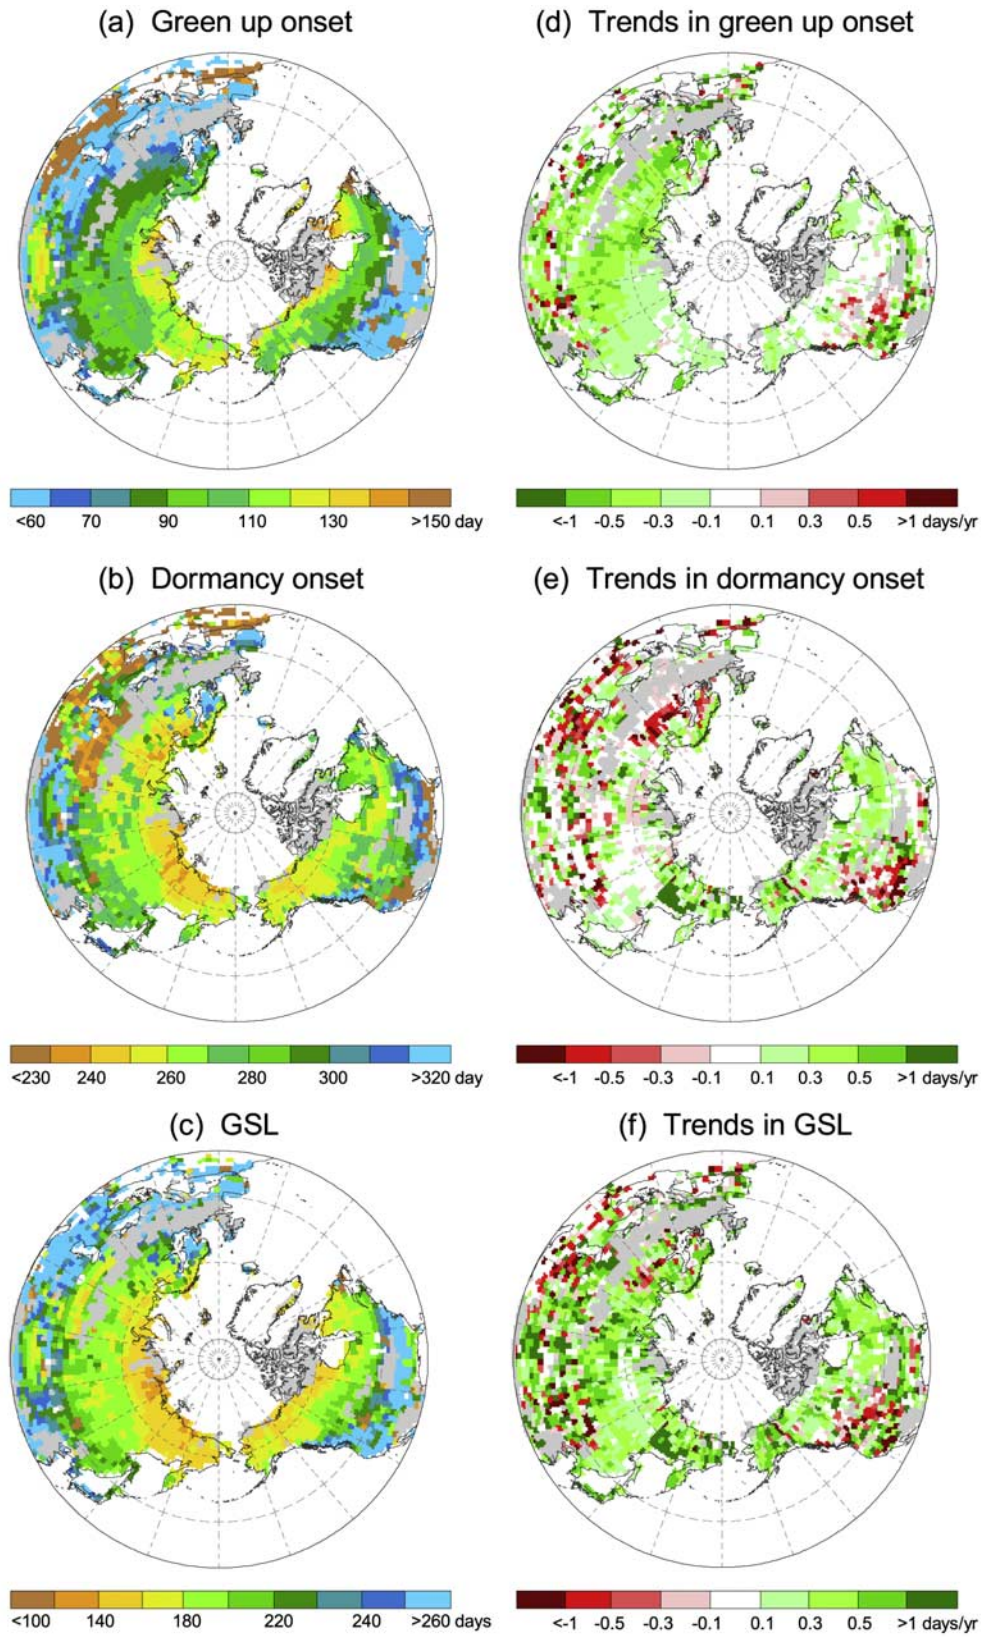 (a) Green up onset
(d) Trends in green up onset
<60 70 90 110 130 >150 day
<-1 -0.5 -0.3 -0.1 0.1 0.3 0.5 >1 days/yr
(b) Dormancy onset
(e) Trends in dormancy onset
<230 240 260 280 300 >320 day
<-1 -0.5 -0.3 -0.1 0.1 0.3 0.5 >1 days/yr
(c) GSL
(f) Trends in GSL
<100 140 180 220 240 >260 days
<-1 -0.5 -0.3 -0.1 0.1 0.3 0.5 >1 days/yr